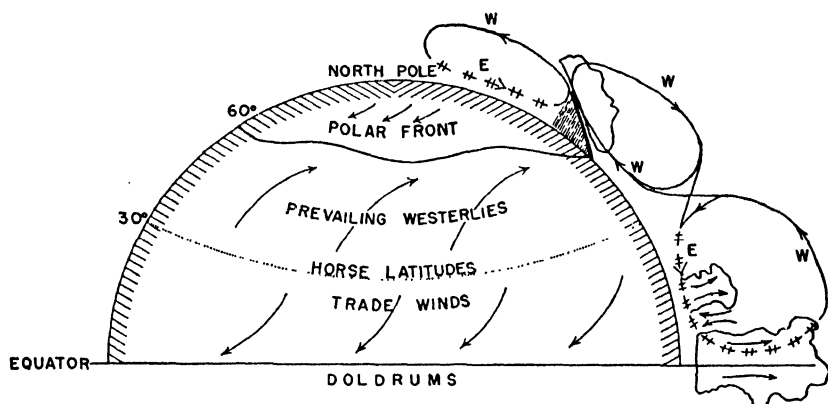 W
E
NORTH POLE
W
60°
POLAR FRONT
W
PREVAILING WESTERLIES
30°
W
E
HORSE LATITUDES
TRADE WINDS
EQUATOR
DOLDRUMS